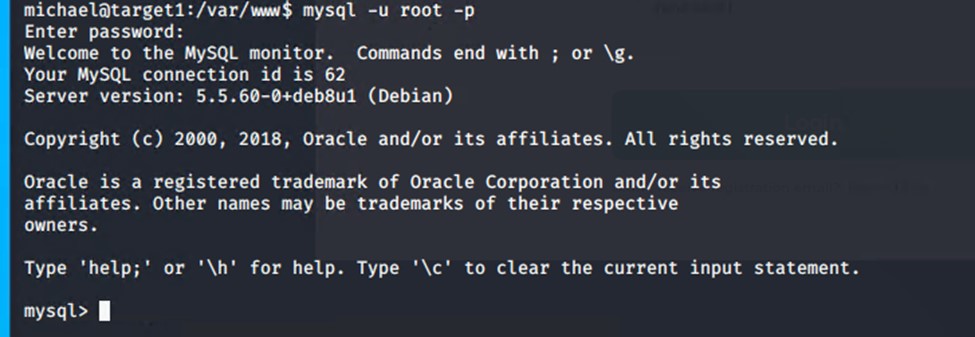 michael@target1:/var/www$ mysql -u root -p
Enter password:
Welcome to the MySQL monitor.  Commands end with ; or \g.
Your MySQL connection id is 62
Server version: 5.5.60-0+deb8u1 (Debian)
Copyright (c) 2000, 2018, Oracle and/or its affiliates. All rights reserved.
Oracle is a registered trademark of Oracle Corporation and/or its
affiliates. Other names may be trademarks of their respective
owners.
Type 'help;' or '\h' for help. Type '\c' to clear the current input statement.
mysql>